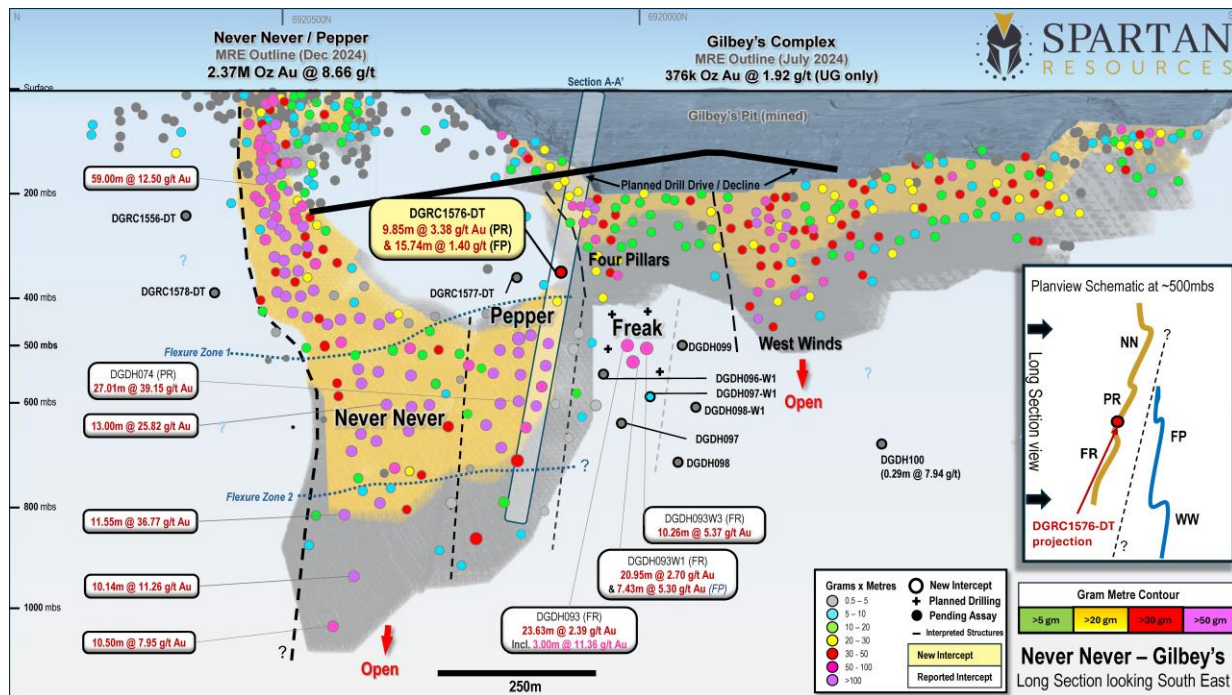 N
6920500N
6920000N
S
Never Never / Pepper
MRE Outline (Dec 2024)
2.37M Oz Au @ 8.66 g/t
Gilbey's Complex
MRE Outline (July 2024)
376k Oz Au @ 1.92 g/t (UG only)
SPARTAN
RESOURCES
Section A-A'
Surface
Gilbey's Pit (mined)
59.00m @ 12.50 g/t Au
200 mbs
Planned Drill Drive / Decline
DGRC1556-DT
DGRC1576-DT
9.85m @ 3.38 g/t Au (PR)
& 15.74m @ 1.40 g/t (FP)
Four Pillars
?
DGRC1578-DT
DGRC1577-DT
400 mbs
Pepper
Freak
500 mbs
Flexure Zone 1
DGDH099
West Winds
DGDH074 (PR)
27.01m @ 39.15 g/t Au
DGDH096-W1
?
DGDH097-W1
Open
600 mbs
DGDH098-W1
13.00m @ 25.82 g/t Au
?
Never Never
DGDH097
DGDH100
(0.29m @ 7.94 g/t)
DGDH098
?
Flexure Zone 2
800 mbs
11.55m @ 36.77 g/t Au
DGDH093W3 (FR)
10.26m @ 5.37 g/t Au
DGDH093W1 (FR)
20.95m @ 2.70 g/t Au
& 7.43m @ 5.30 g/t Au (FP)
10.14m @ 11.26 g/t Au
1000 mbs
DGDH093 (FR)
23.63m @ 2.39 g/t Au
Incl. 3.00m @ 11.36 g/t Au
10.50m @ 7.95 g/t Au
?
Open
250m
Planview Schematic at ~500mbs
Long Section view
NN
?
PR
FR
FP
WW
DGRC1576-DT
projection
?
Grams x Metres
0.5 – 5
5 - 10
10 – 20
20 – 30
30 - 50
50 - 100
>100
New Intercept
Planned Drilling
Pending Assay
Interpreted Structures
New Intercept
Reported Intercept
Gram Metre Contour
>5 gm
>20 gm
>30 gm
>50 gm
Never Never – Gilbey's
Long Section looking South East